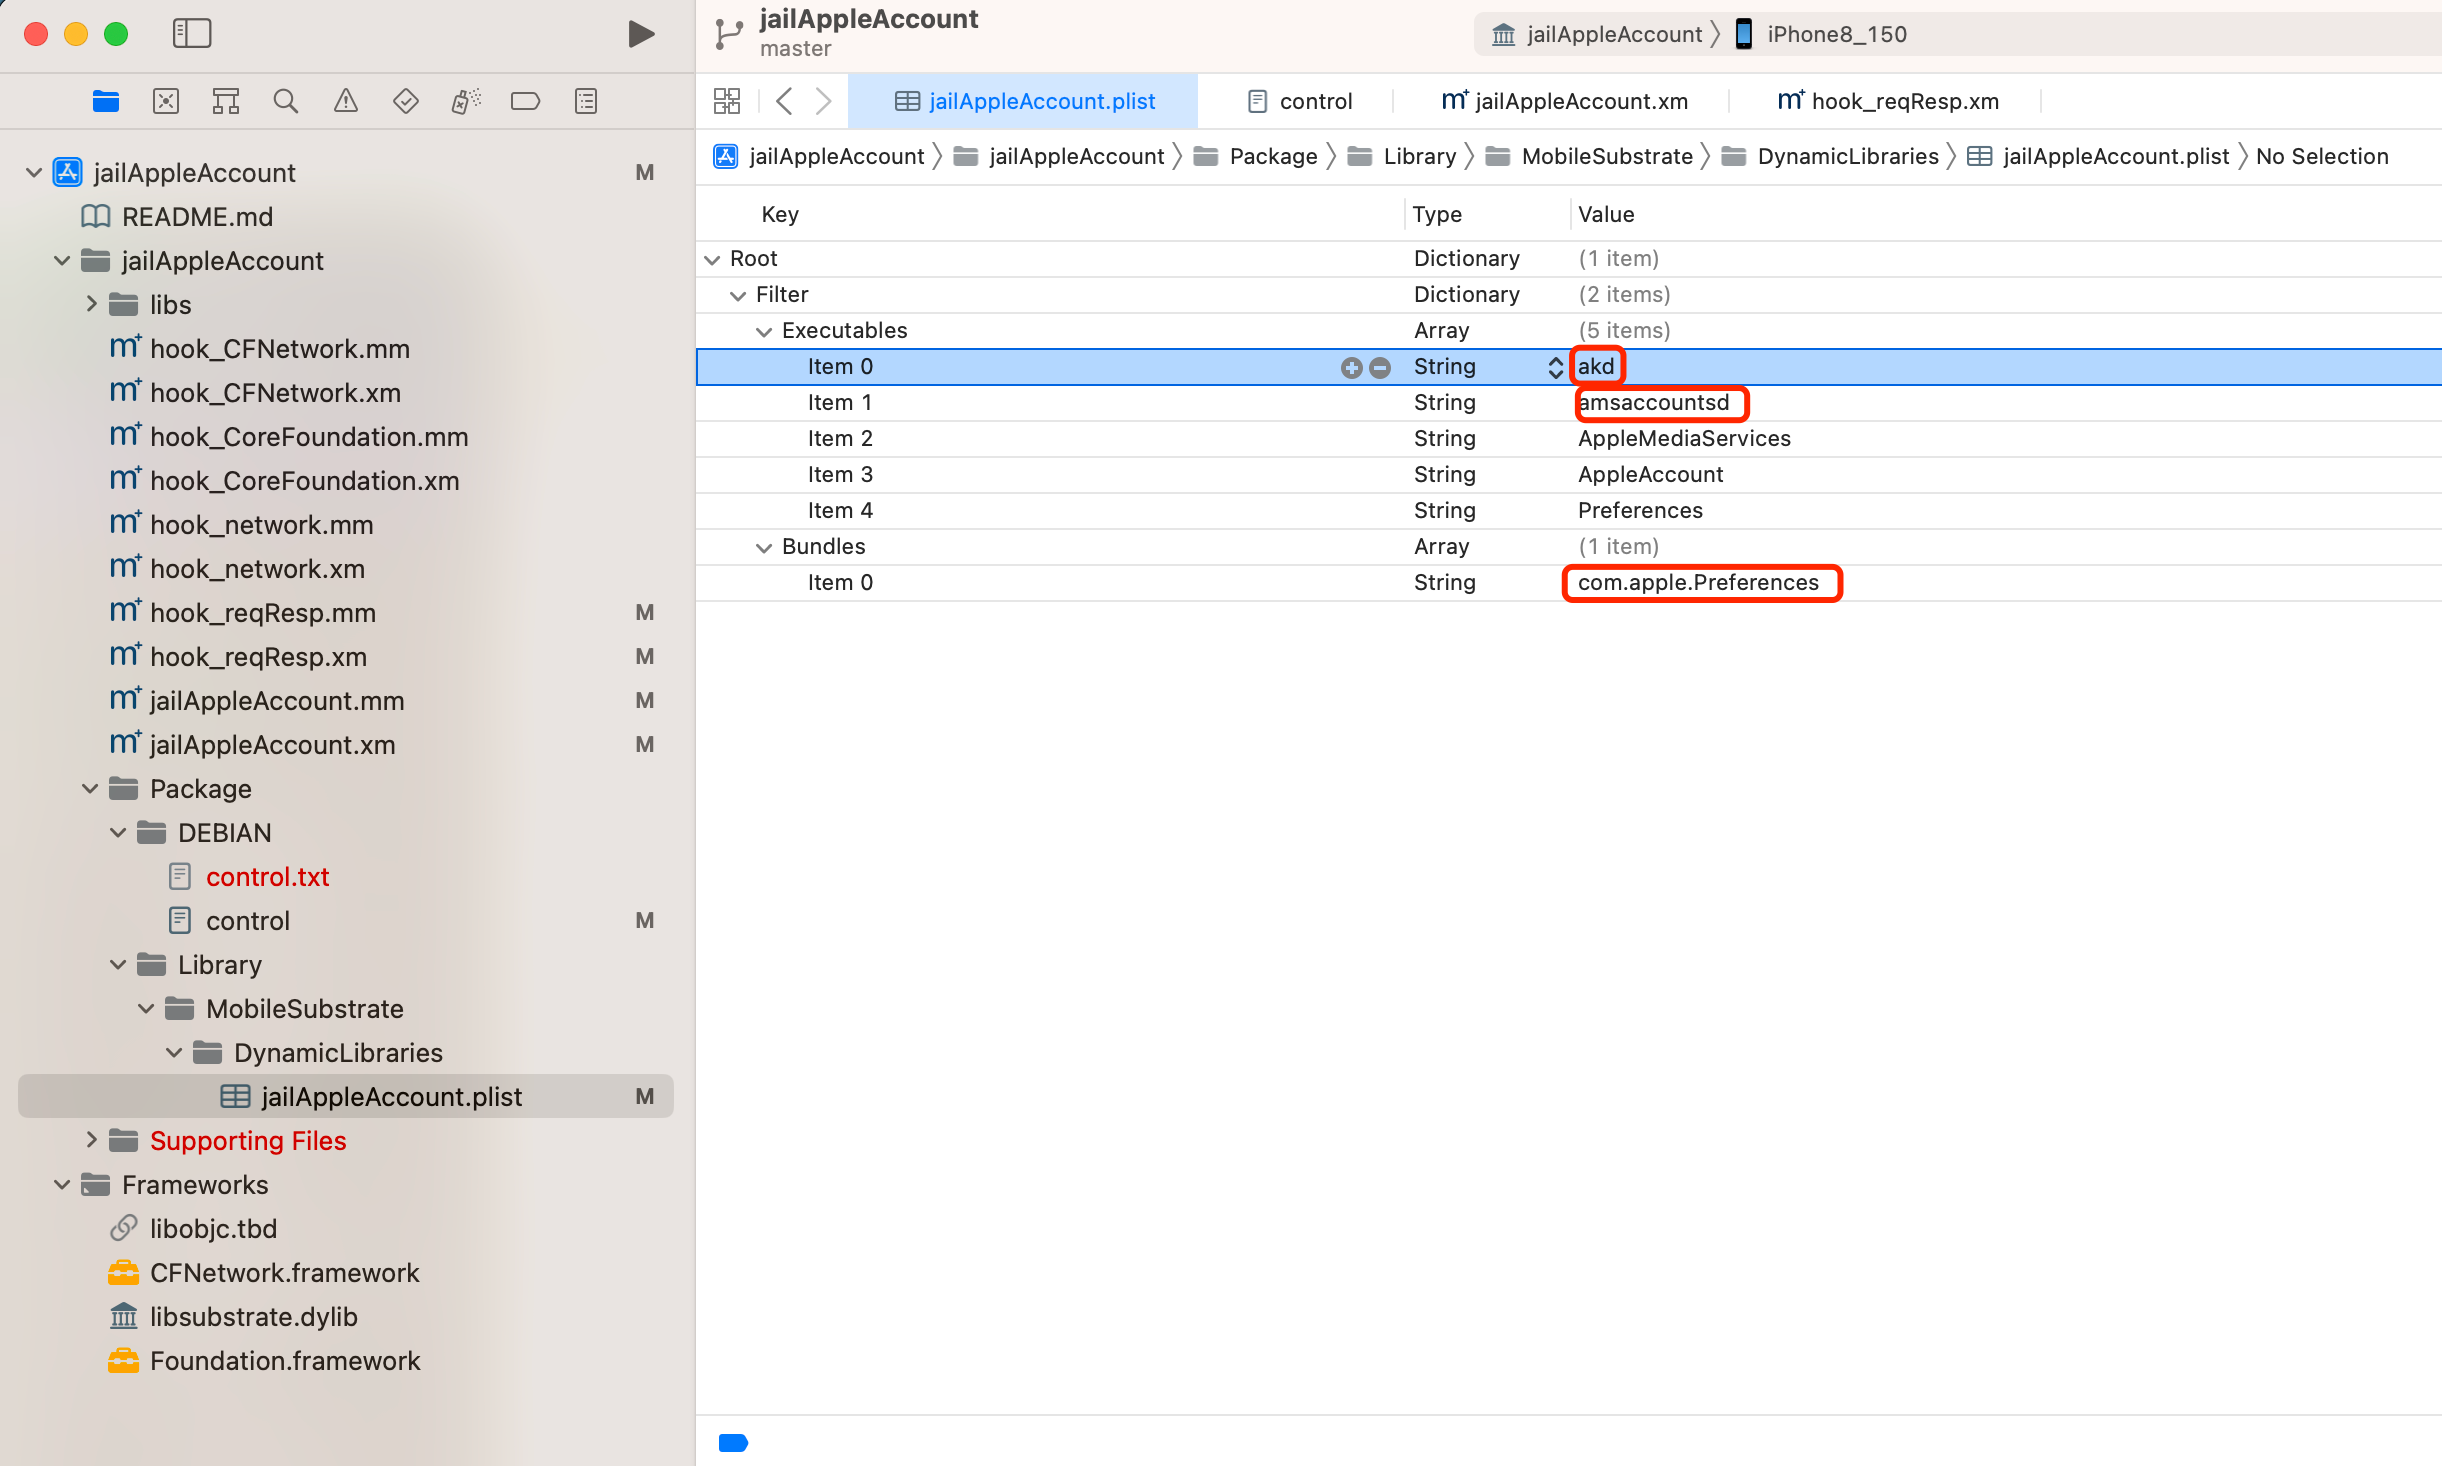 jailAppleAccount
master
jailAppleAccount
iPhone8_150
jailAppleAccount.plist
control
jailAppleAccount.xm
hook_reqResp.xm
jailAppleAccount
jailAppleAccount
Package
Library
MobileSubstrate
DynamicLibraries
jailAppleAccount.plist
No Selection
jailAppleAccount M
README.md
jailAppleAccount
libs
hook_CFNetwork.mm
hook_CFNetwork.xm
hook_CoreFoundation.mm
hook_CoreFoundation.xm
hook_network.mm
hook_network.xm
hook_reqResp.mm M
hook_reqResp.xm M
jailAppleAccount.mm M
jailAppleAccount.xm M
Package
DEBIAN
control.txt
control M
Library
MobileSubstrate
DynamicLibraries
jailAppleAccount.plist M
Supporting Files
Frameworks
libobjc.tbd
CFNetwork.framework
libsubstrate.dylib
Foundation.framework
Key Type Value
Root Dictionary (1 item)
Filter Dictionary (2 items)
Executables Array (5 items)
Item 0 String akd
Item 1 String amsaccountsd
Item 2 String AppleMediaServices
Item 3 String AppleAccount
Item 4 String Preferences
Bundles Array (1 item)
Item 0 String com.apple.Preferences